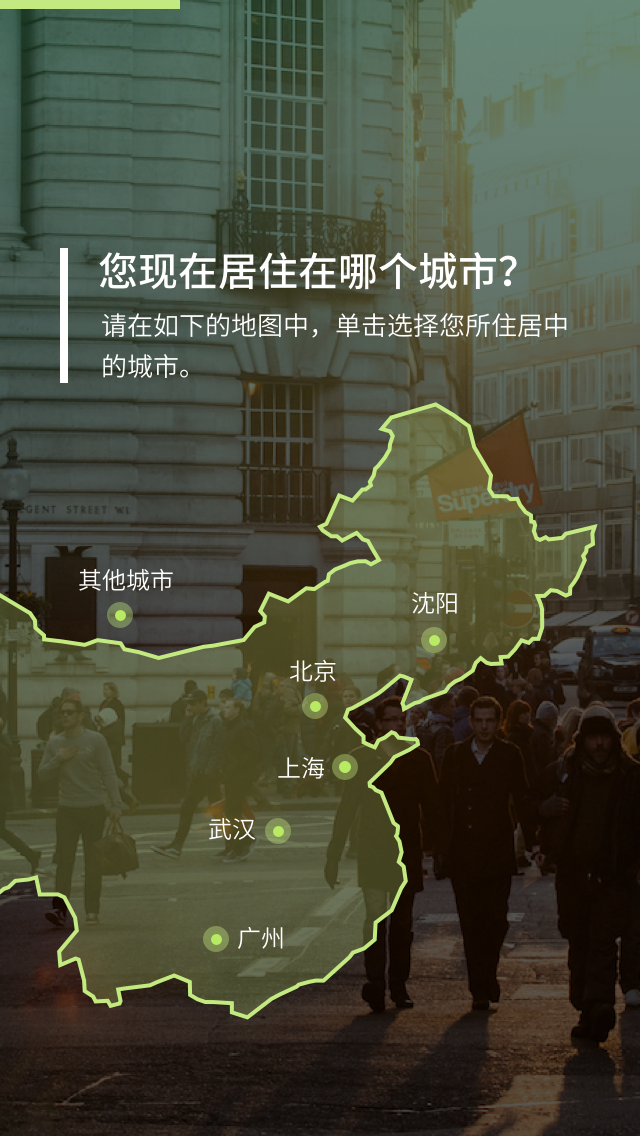 您现在居住在哪个城市？
请在如下的地图中，单击选择您所住居中
的城市。
Superdry
GENT STREET W1
其他城市
沈阳
北京
上海
武汉
广州